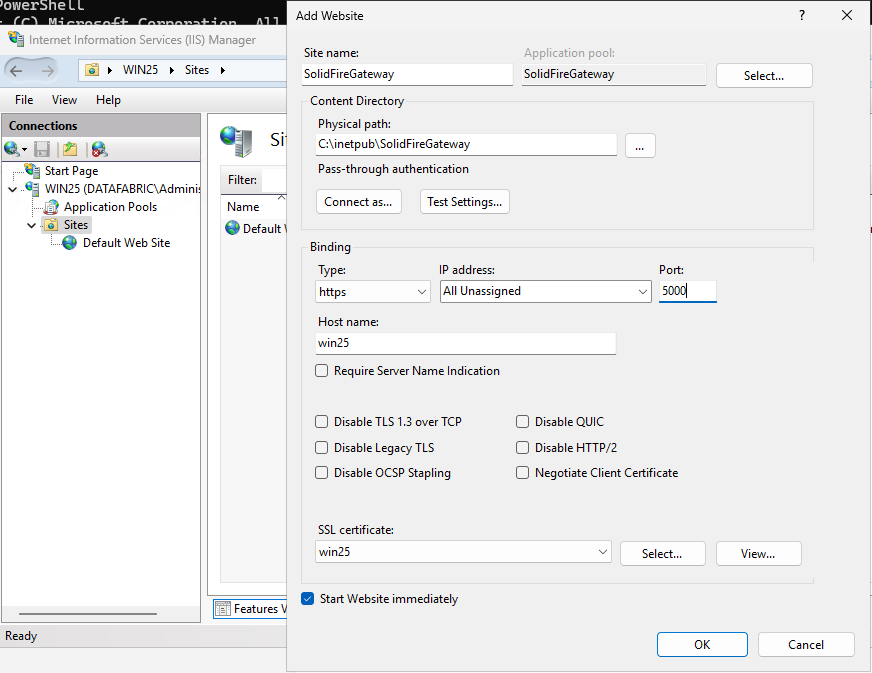 PowerShell
t (C) Microsoft Corporation. All
Internet Information Services (IIS) Manager
WIN25
Sites
File
View
Help
Connections
Start Page
WIN25 (DATAFABRIC\Adminis
Application Pools
Sites
Default Web Site
Ready
Si
Filter:
Name
Default
Features V
Add Website
?
Site name:
Application pool:
SolidFireGateway
SolidFireGateway
Select...
Content Directory
Physical path:
C:\inetpub\SolidFireGateway
...
Pass-through authentication
Connect as...
Test Settings...
Binding
Type:
IP address:
Port:
https
All Unassigned
5000
Host name:
win25
Require Server Name Indication
Disable TLS 1.3 over TCP
Disable QUIC
Disable Legacy TLS
Disable HTTP/2
Disable OCSP Stapling
Negotiate Client Certificate
SSL certificate:
win25
Select...
View...
Start Website immediately
OK
Cancel